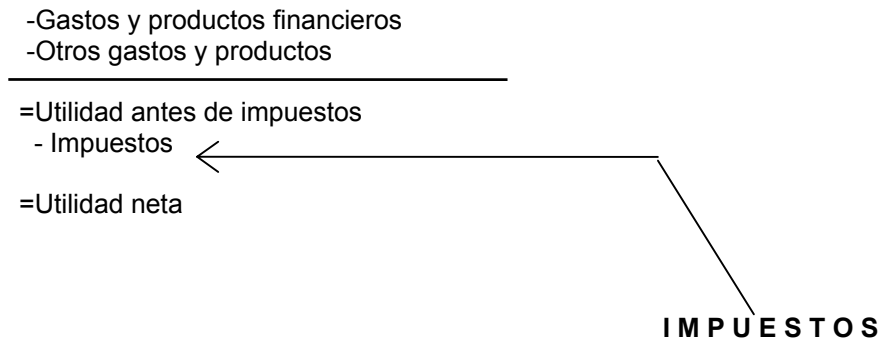 -Gastos y productos financieros
-Otros gastos y productos
=Utilidad antes de impuestos
- Impuestos
=Utilidad neta
I M P U E S T O S